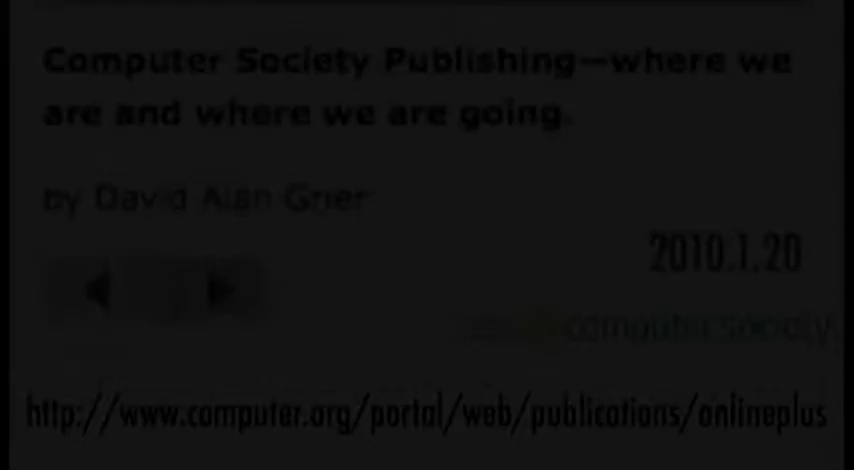 Computer Society Publishing—where we
are and where we are going.
by David Alan Grier
2010.1.20
computer society
http://www.computer.org/portal/web/publications/onlineplus